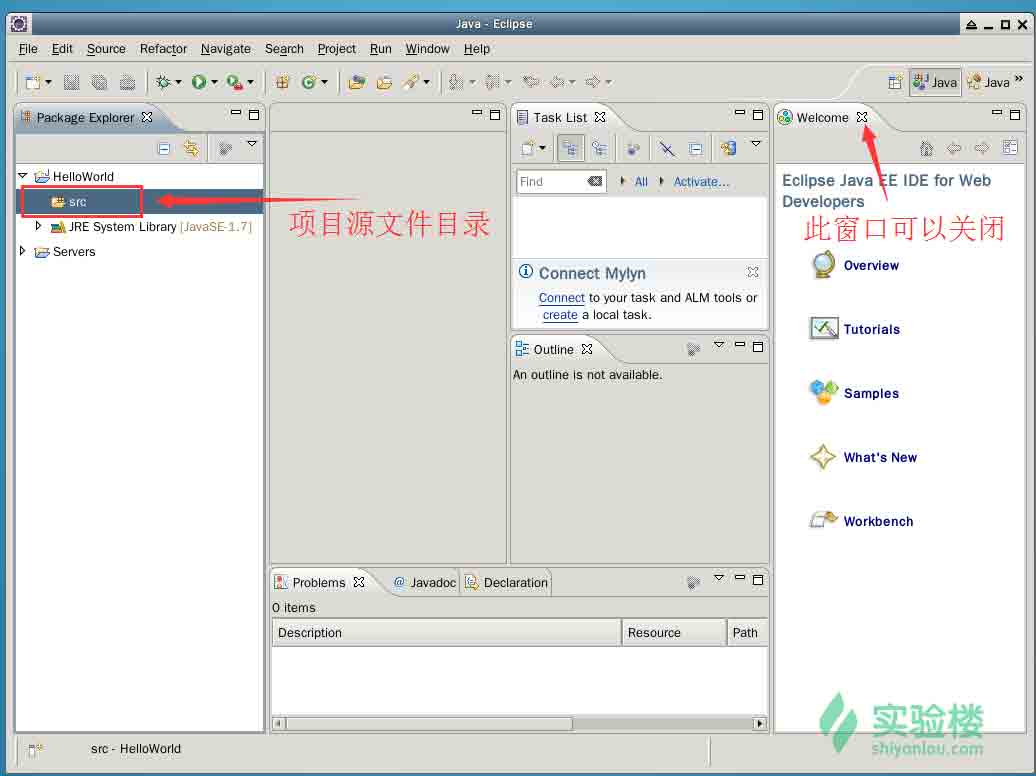 Java - Eclipse
File Edit Source Refactor Navigate Search Project Run Window Help
Java Java »
Package Explorer
HelloWorld
src
JRE System Library [JavaSE-1.7]
Servers
项目源文件目录
Task List
Find All Activate...
Connect Mylyn
Connect to your task and ALM tools or
create a local task.
Outline
An outline is not available.
Welcome
Eclipse Java EE IDE for Web
Developers
此窗口可以关闭
Overview
Tutorials
Samples
What's New
Workbench
Problems @ Javadoc Declaration
0 items
Description Resource Path
src - HelloWorld
实验楼
shiyanlou.com